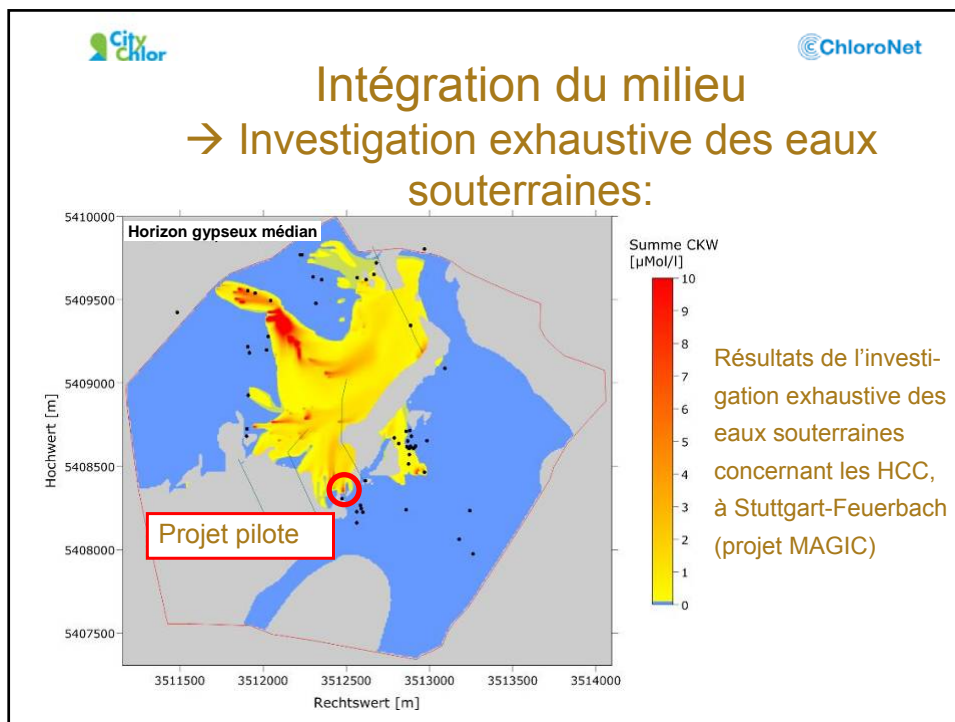 City
Chlor
ChloroNet
Intégration du milieu
→ Investigation exhaustive des eaux
souterraines:
Horizon gypseux médian
5410000
5409500
5409000
5408500
5408000
5407500
Hochwert [m]
Projet pilote
3511500 3512000 3512500 3513000 3513500 3514000
Rechtswert [m]
Summe CKW
[µMol/l]
10
9
8
7
6
5
4
3
2
1
0
Résultats de l’investi-
gation exhaustive des
eaux souterraines
concernant les HCC,
à Stuttgart-Feuerbach
(projet MAGIC)